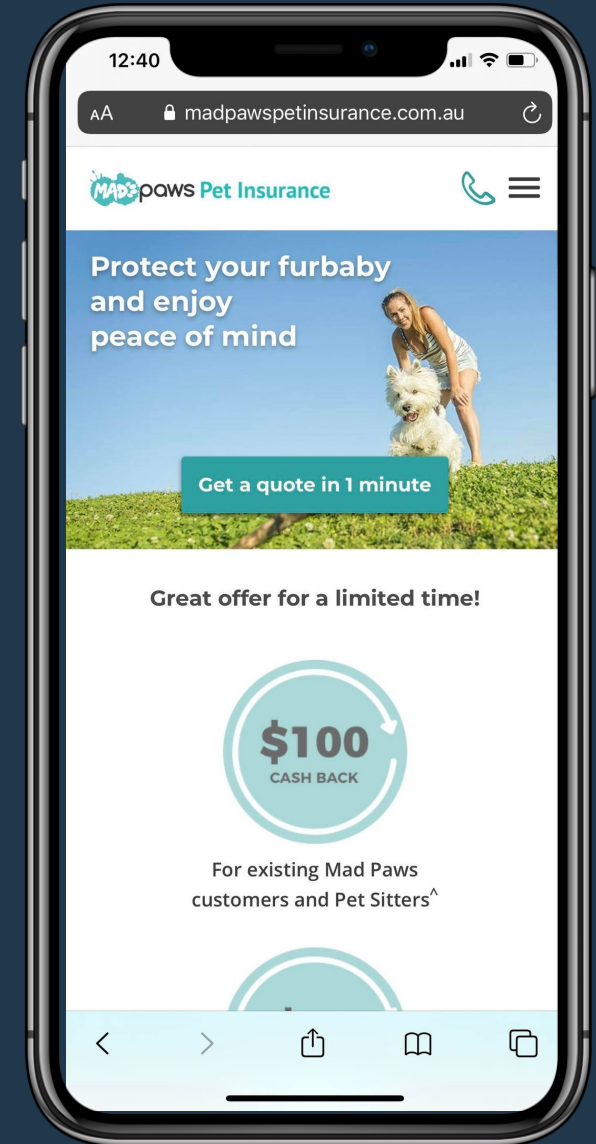 12:40
AA madpawspetinsurance.com.au
MAD paws Pet Insurance
Protect your furbaby
and enjoy
peace of mind
Get a quote in 1 minute
Great offer for a limited time!
$100
CASH BACK
For existing Mad Paws
customers and Pet Sitters^